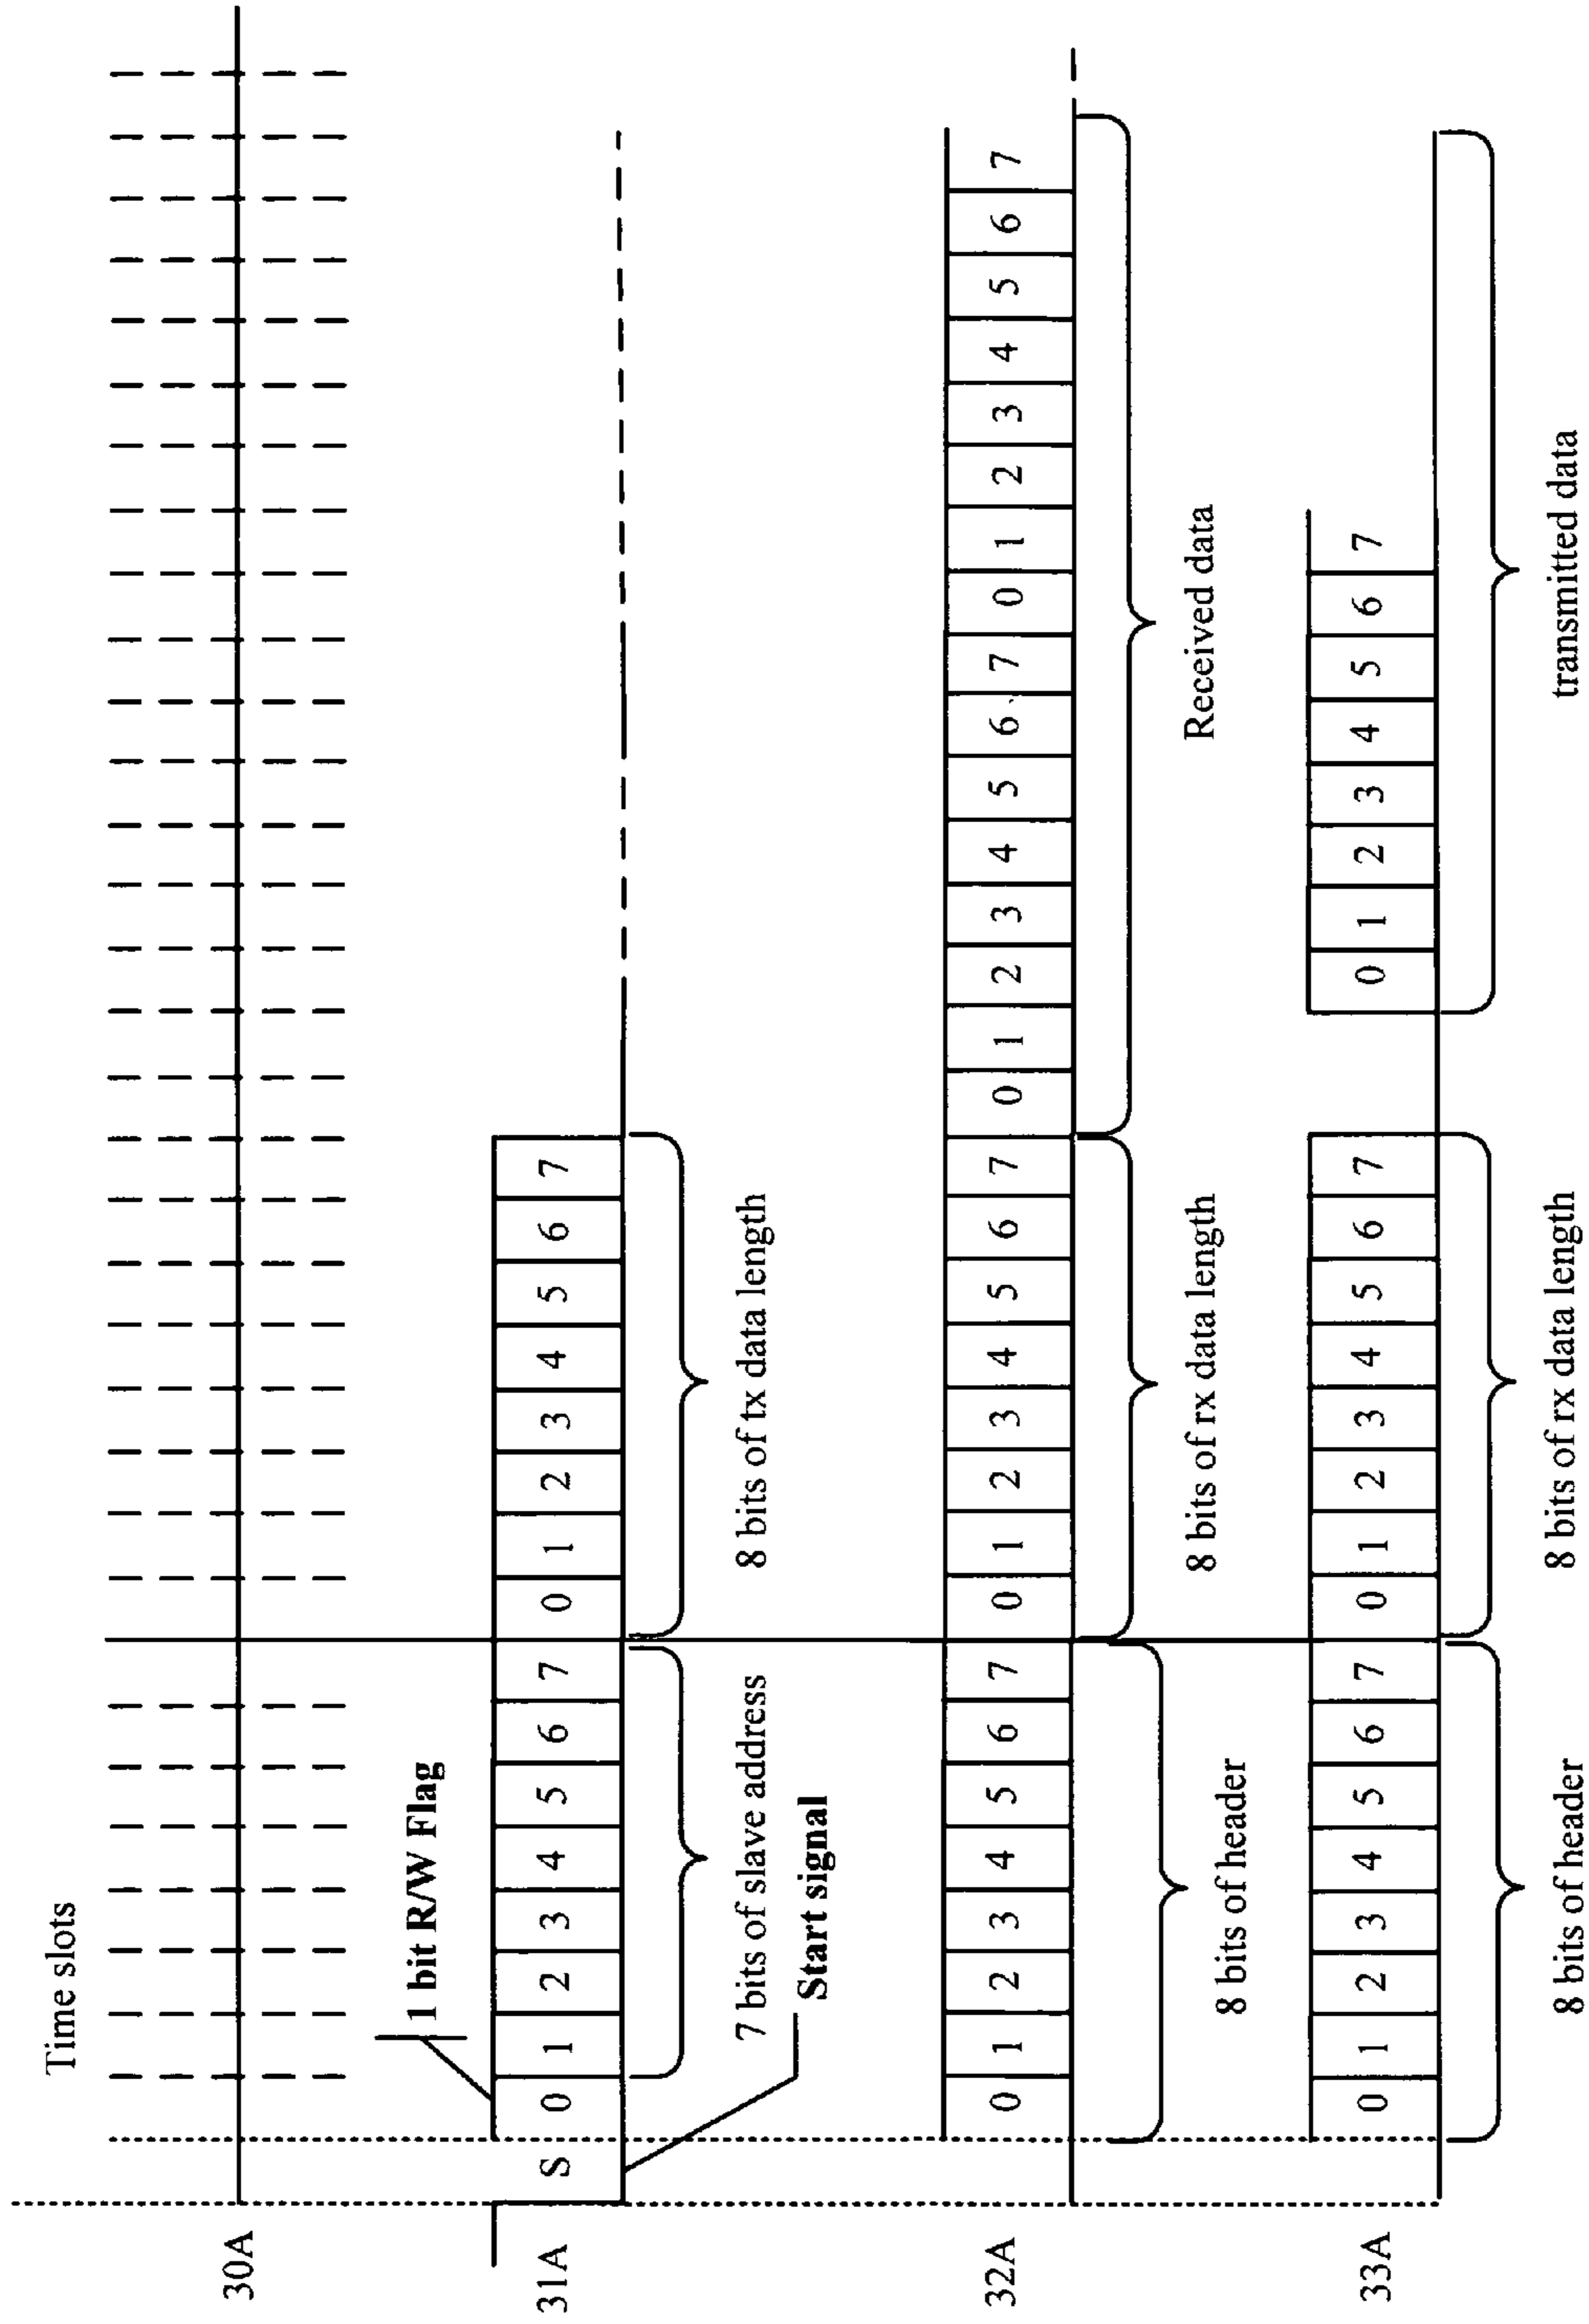 Time slots
30A
1 bit R/W Flag
31A
S 0 1 2 3 4 5 6 7 0 1 2 3 4 5 6 7
7 bits of slave address
8 bits of tx data length
Start signal
32A
0 1 2 3 4 5 6 7 0 1 2 3 4 5 6 7 0 1 2 3 4 5 6 7 0 1 2 3 4 5 6 7
8 bits of header
8 bits of rx data length
Received data
33A
0 1 2 3 4 5 6 7 0 1 2 3 4 5 6 7 0 1 2 3 4 5 6 7
8 bits of header
8 bits of rx data length
transmitted data